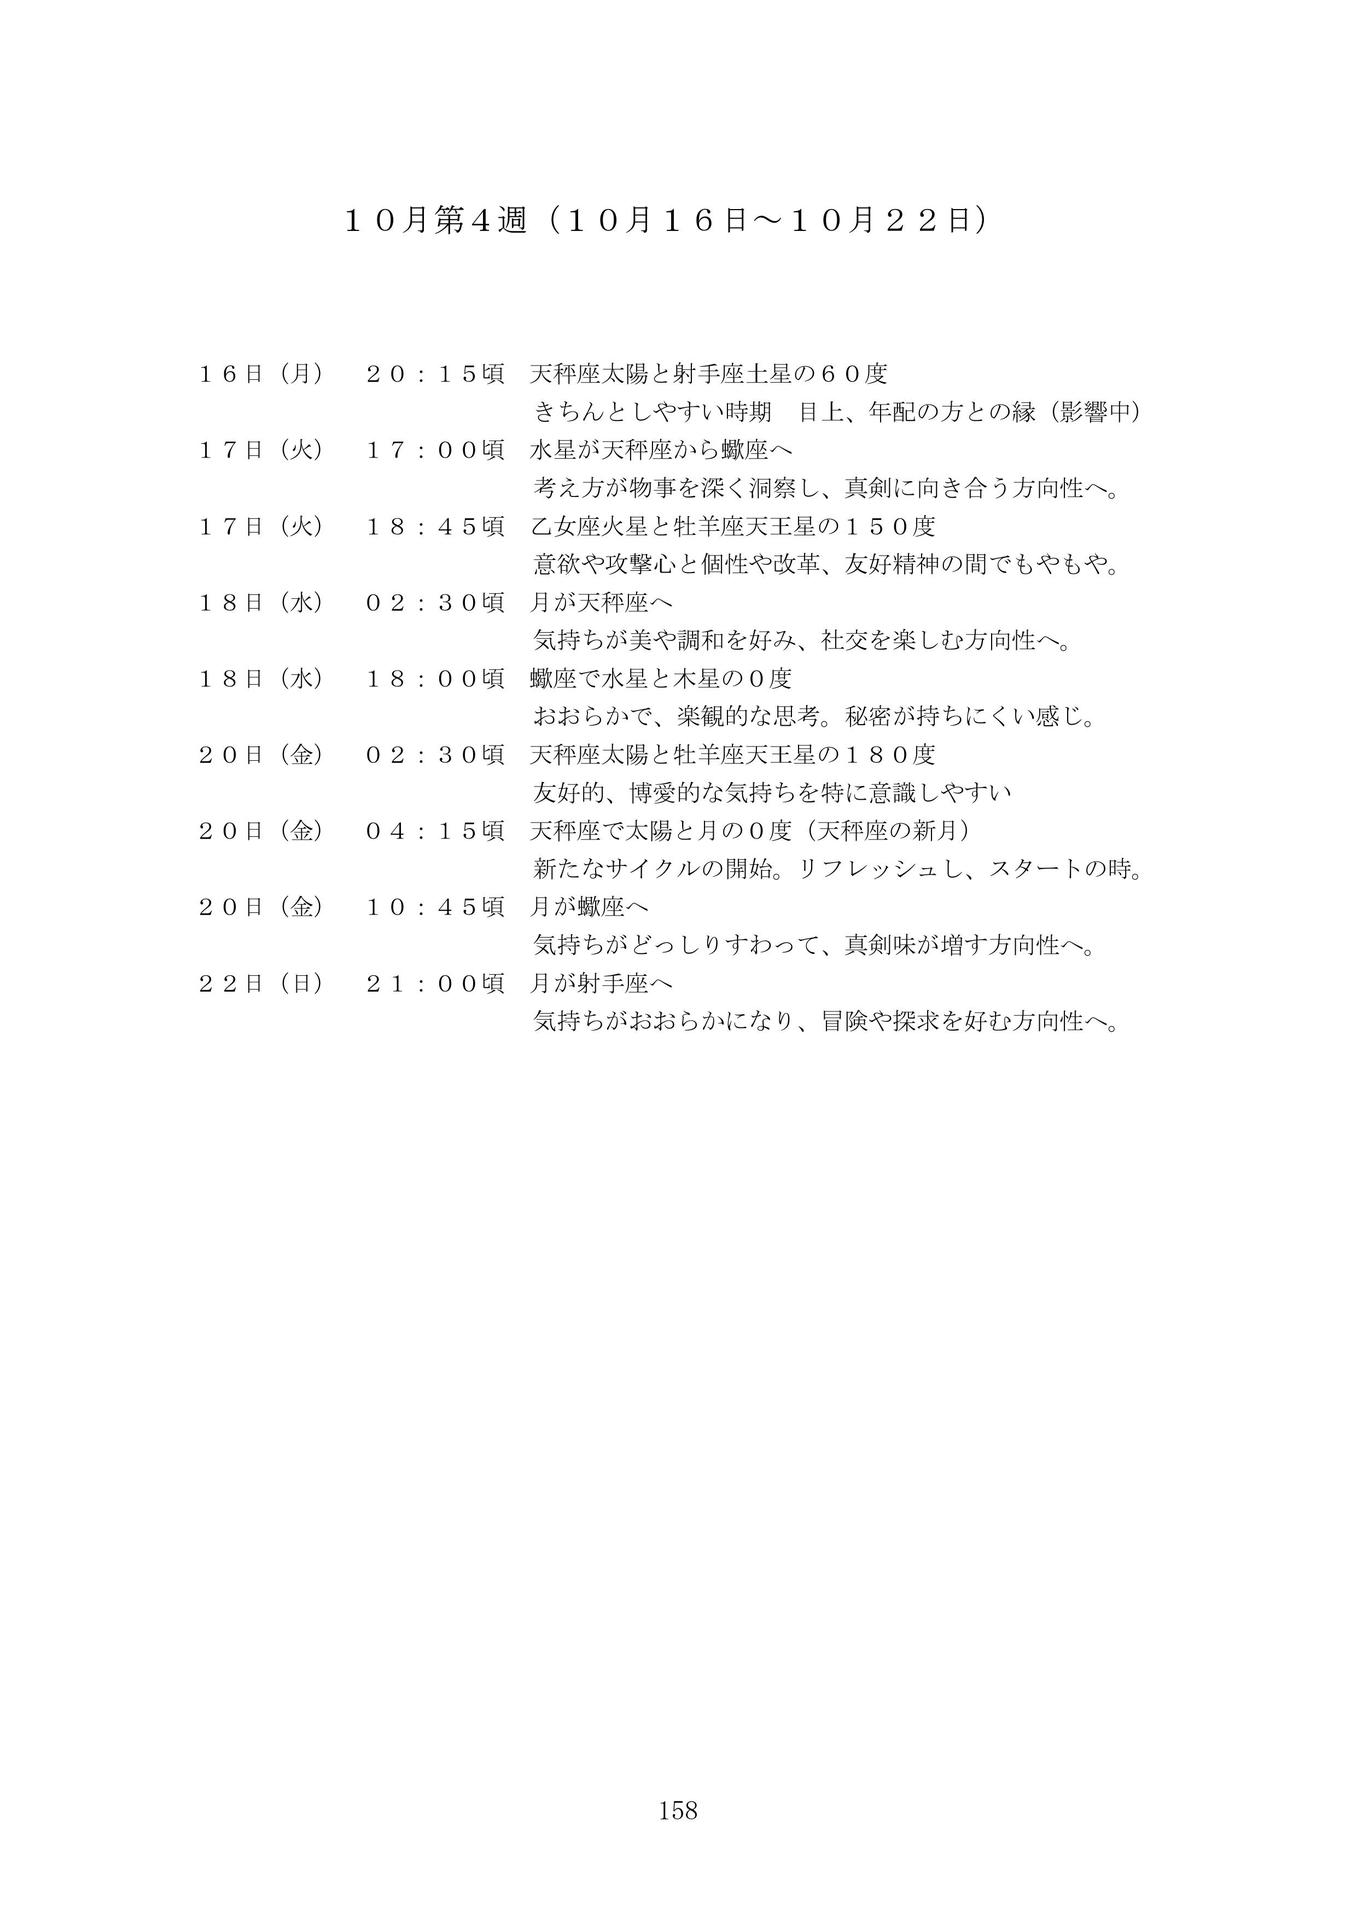 １０月第４週（１０月１６日～１０月２２日）
１６日（月）　２０：１５頃　天秤座太陽と射手座土星の６０度
きちんとしやすい時期　目上、年配の方との縁（影響中）
１７日（火）　１７：００頃　水星が天秤座から蠍座へ
考え方が物事を深く洞察し、真剣に向き合う方向性へ。
１７日（火）　１８：４５頃　乙女座火星と牡羊座天王星の１５０度
意欲や攻撃心と個性や改革、友好精神の間でもやもや。
１８日（水）　０２：３０頃　月が天秤座へ
気持ちが美や調和を好み、社交を楽しむ方向性へ。
１８日（水）　１８：００頃　蠍座で水星と木星の０度
おおらかで、楽観的な思考。秘密が持ちにくい感じ。
２０日（金）　０２：３０頃　天秤座太陽と牡羊座天王星の１８０度
友好的、博愛的な気持ちを特に意識しやすい
２０日（金）　０４：１５頃　天秤座で太陽と月の０度（天秤座の新月）
新たなサイクルの開始。リフレッシュし、スタートの時。
２０日（金）　１０：４５頃　月が蠍座へ
気持ちがどっしりすわって、真剣味が増す方向性へ。
２２日（日）　２１：００頃　月が射手座へ
気持ちがおおらかになり、冒険や探求を好む方向性へ。
158